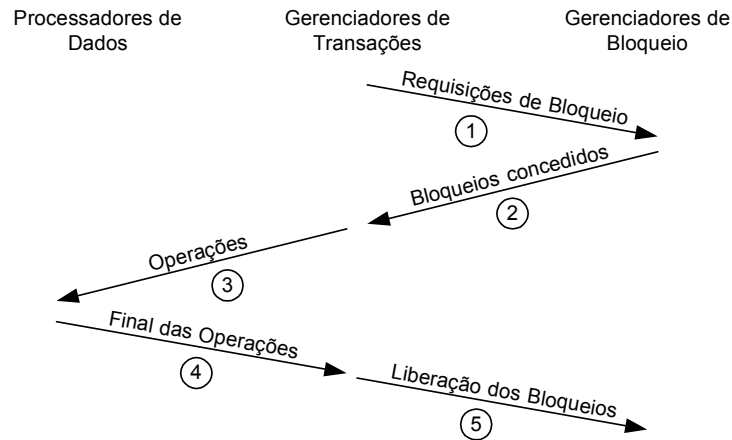 Processadores de
Dados
Gerenciadores de
Transações
Gerenciadores de
Bloqueio
Requisições de Bloqueio
1
Bloqueios concedidos
2
Operações
3
Final das Operações
4
Liberação dos Bloqueios
5